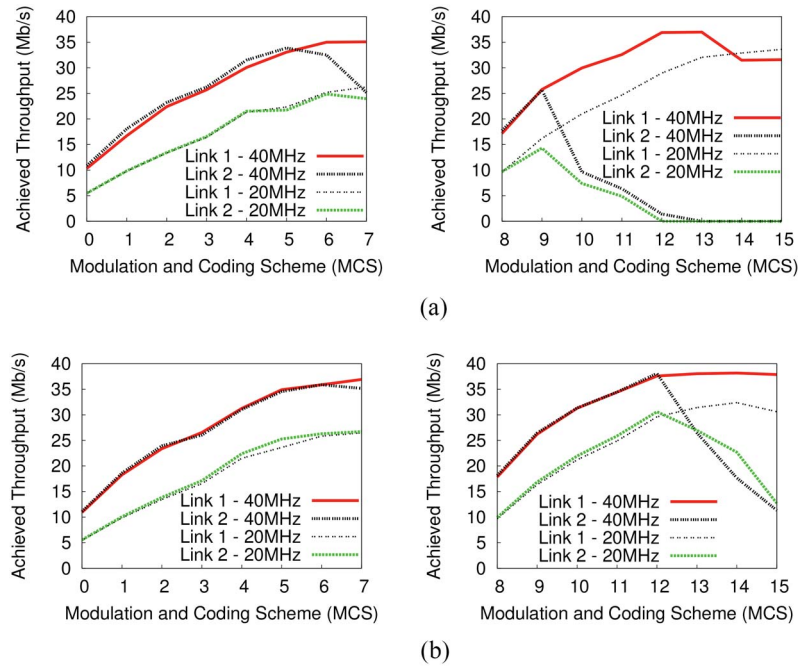 Achieved Throughput (Mb/s)
40
35
30
25
20
15
10
5
0
Link 1 - 40MHz
Link 2 - 40MHz
Link 1 - 20MHz
Link 2 - 20MHz
0 1 2 3 4 5 6 7
Modulation and Coding Scheme (MCS)
Achieved Throughput (Mb/s)
40
35
30
25
20
15
10
5
0
Link 1 - 40MHz
Link 2 - 40MHz
Link 1 - 20MHz
Link 2 - 20MHz
8 9 10 11 12 13 14 15
Modulation and Coding Scheme (MCS)
(a)
Achieved Throughput (Mb/s)
40
35
30
25
20
15
10
5
0
Link 1 - 40MHz
Link 2 - 40MHz
Link 1 - 20MHz
Link 2 - 20MHz
0 1 2 3 4 5 6 7
Modulation and Coding Scheme (MCS)
Achieved Throughput (Mb/s)
40
35
30
25
20
15
10
5
0
Link 1 - 40MHz
Link 2 - 40MHz
Link 1 - 20MHz
Link 2 - 20MHz
8 9 10 11 12 13 14 15
Modulation and Coding Scheme (MCS)
(b)